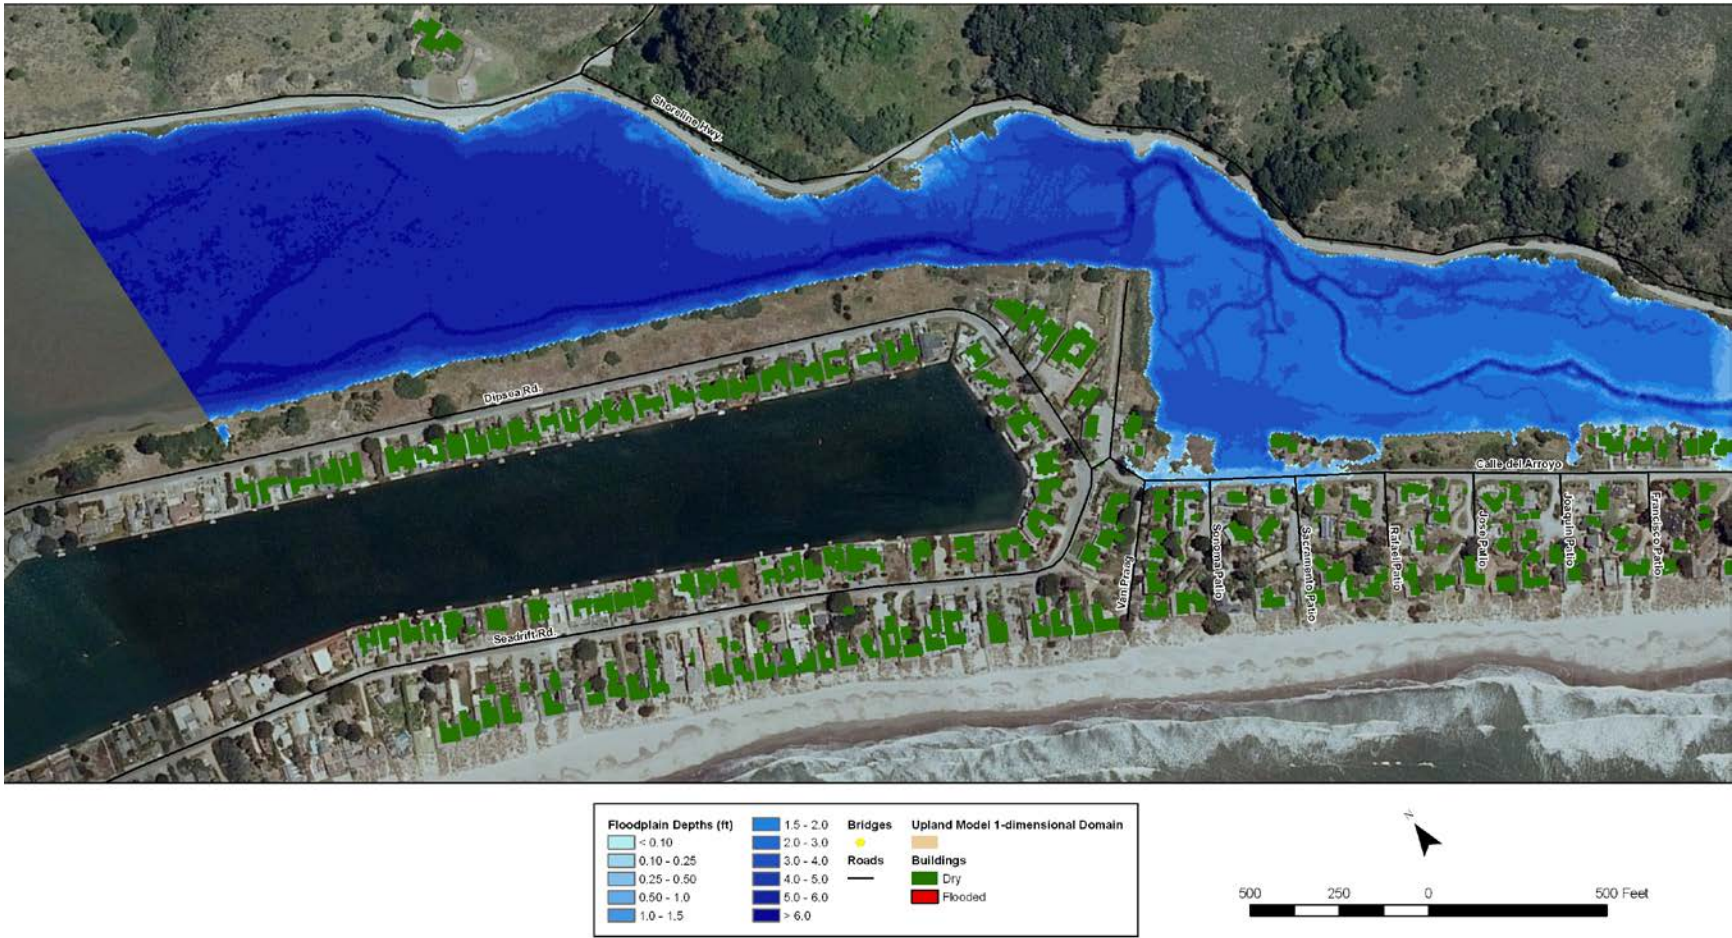 Shoreline Hwy.
Dipsea Rd.
Calle del Arroyo
Seadrift Rd.
Van Praag
Sonoma Patio
Sacramento Patio
Rafael Patio
Jose Patio
Joaquin Patio
Francisco Patio
Floodplain Depths (ft)
< 0.10
0.10 - 0.25
0.25 - 0.50
0.50 - 1.0
1.0 - 1.5
1.5 - 2.0
2.0 - 3.0
3.0 - 4.0
4.0 - 5.0
5.0 - 6.0
> 6.0
Bridges
Roads
Upland Model 1-dimensional Domain
Buildings
Dry
Flooded
N
500 250 0 500 Feet